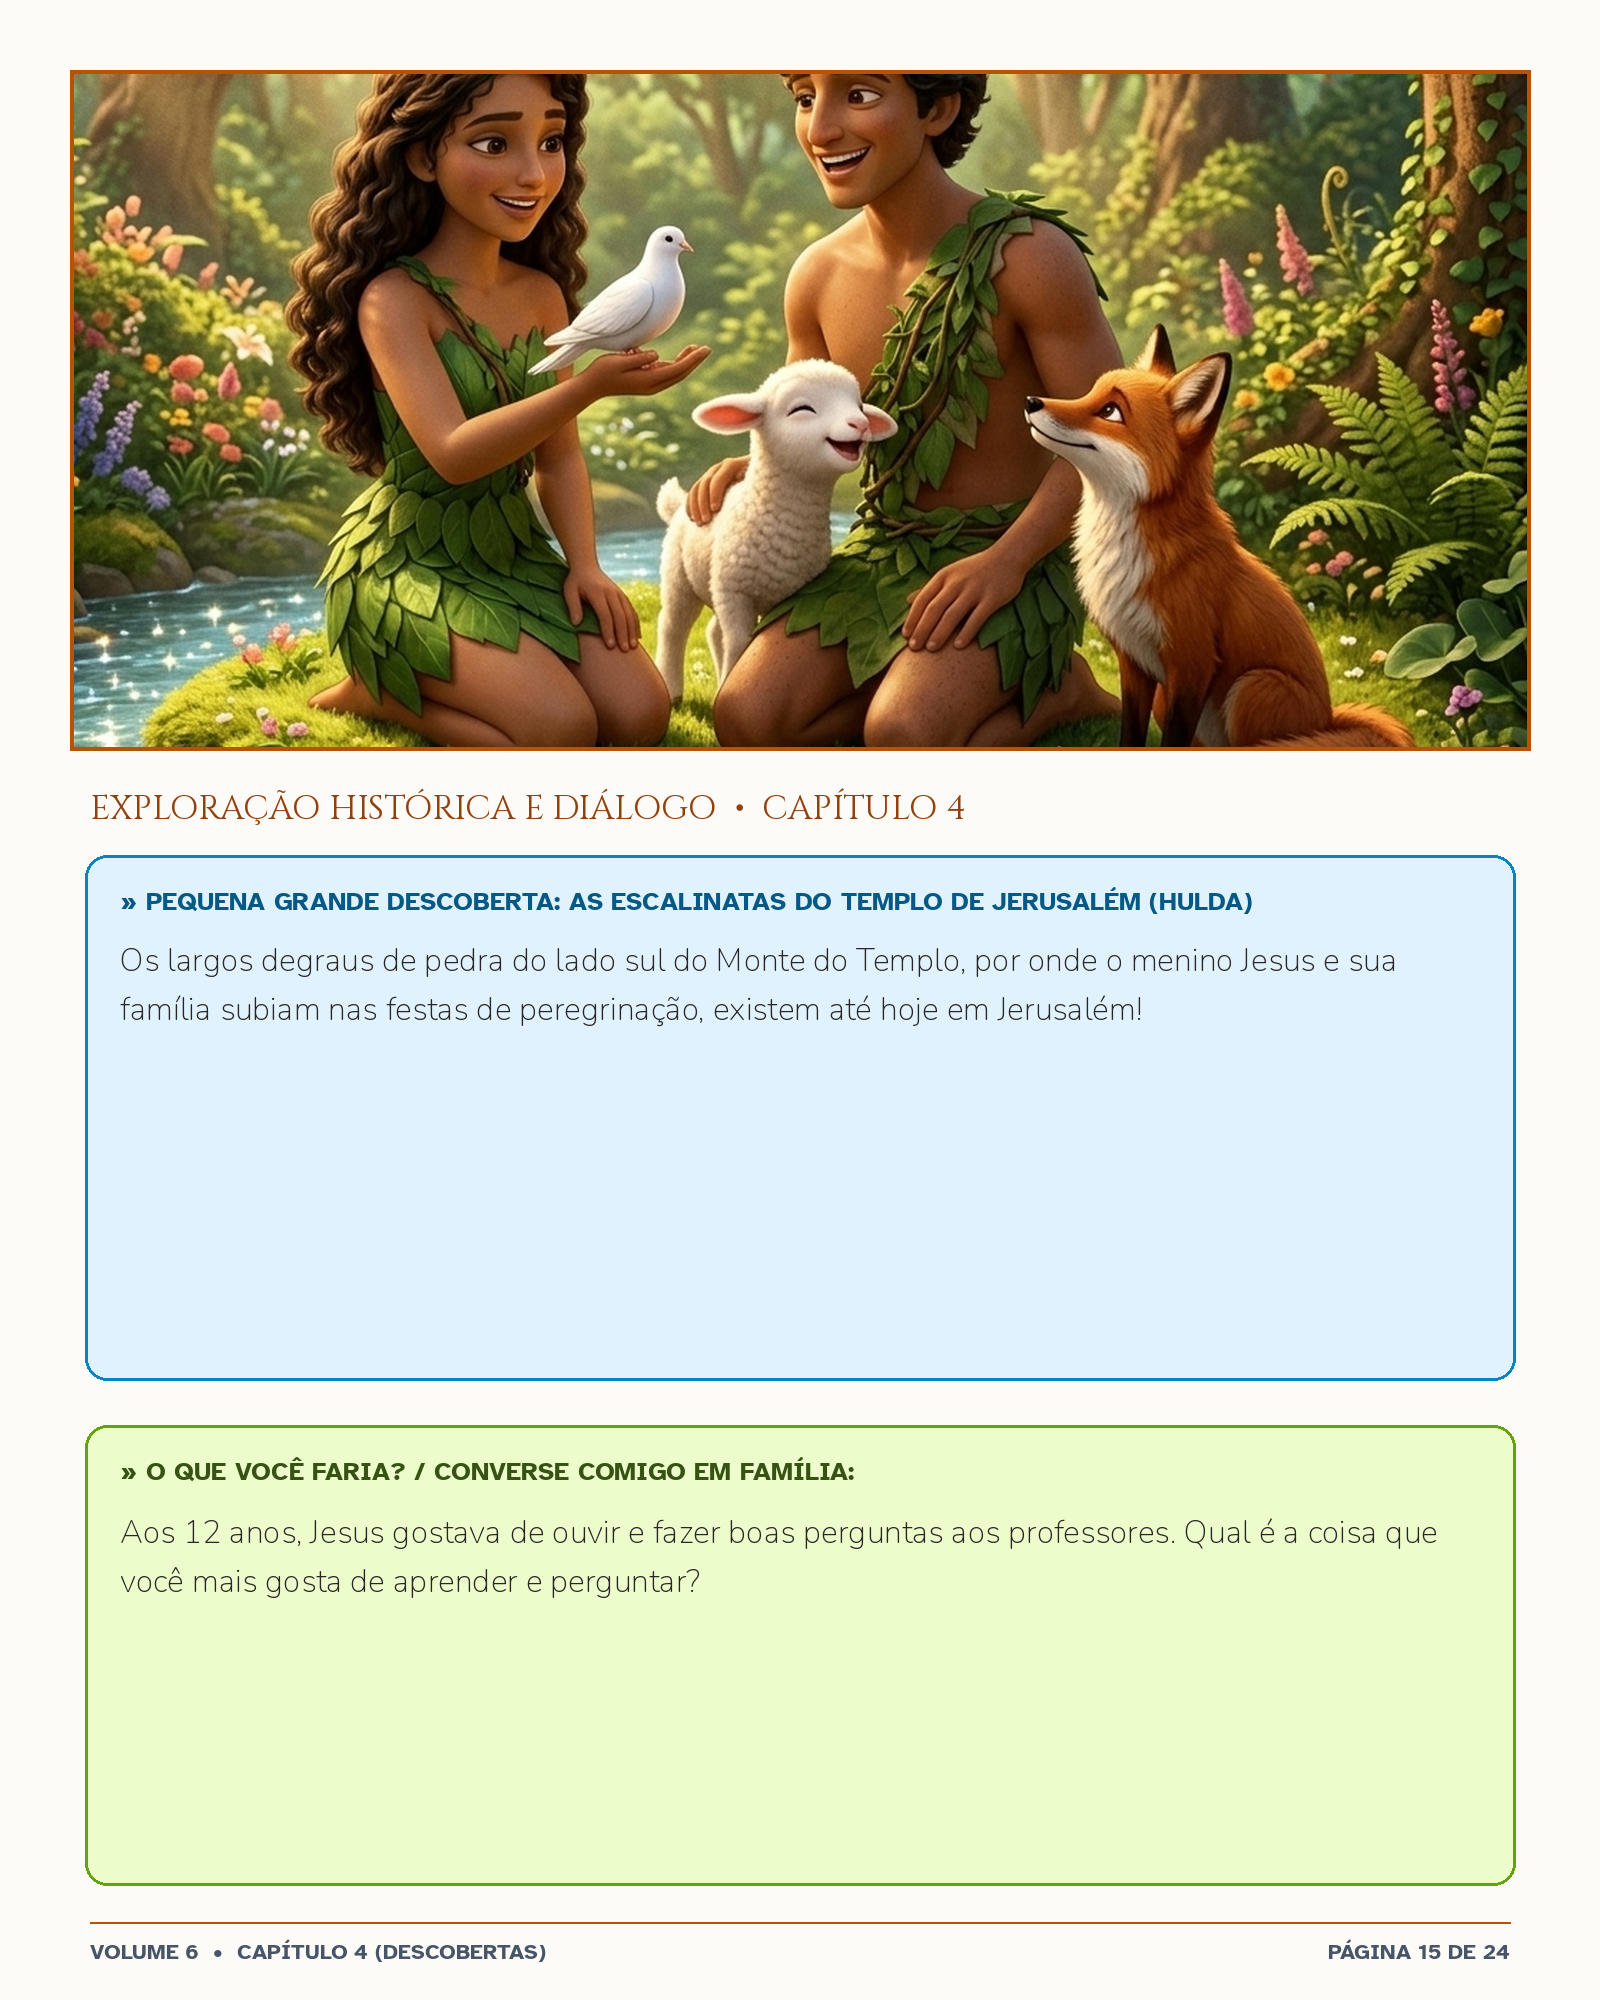 EXPLORAÇÃO HISTÓRICA E DIÁLOGO • CAPÍTULO 4
» PEQUENA GRANDE DESCOBERTA: AS ESCALINATAS DO TEMPLO DE JERUSALÉM (HULDA)
Os largos degraus de pedra do lado sul do Monte do Templo, por onde o menino Jesus e sua
família subiam nas festas de peregrinação, existem até hoje em Jerusalém!
» O QUE VOCÊ FARIA? / CONVERSE COMIGO EM FAMÍLIA:
Aos 12 anos, Jesus gostava de ouvir e fazer boas perguntas aos professores. Qual é a coisa que
você mais gosta de aprender e perguntar?
VOLUME 6 • CAPÍTULO 4 (DESCOBERTAS)
PÁGINA 15 DE 24